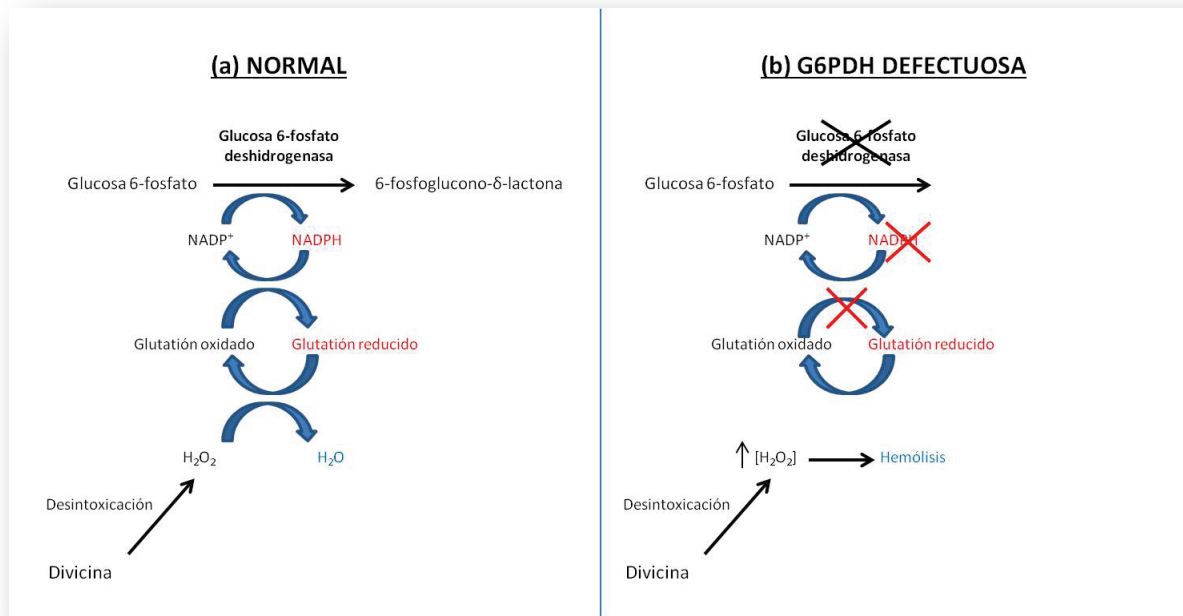 (a) NORMAL
Glucosa 6-fosfato
deshidrogenasa
Glucosa 6-fosfato
6-fosfoglucono-δ-lactona
NADP⁺
NADPH
Glutatión oxidado
Glutatión reducido
H₂O₂
H₂O
Desintoxicación
Divicina
(b) G6PDH DEFECTUOSA
Glucosa 6-fosfato
deshidrogenasa
Glucosa 6-fosfato
NADP⁺
NADPH
Glutatión oxidado
Glutatión reducido
[H₂O₂]
Hemólisis
Desintoxicación
Divicina